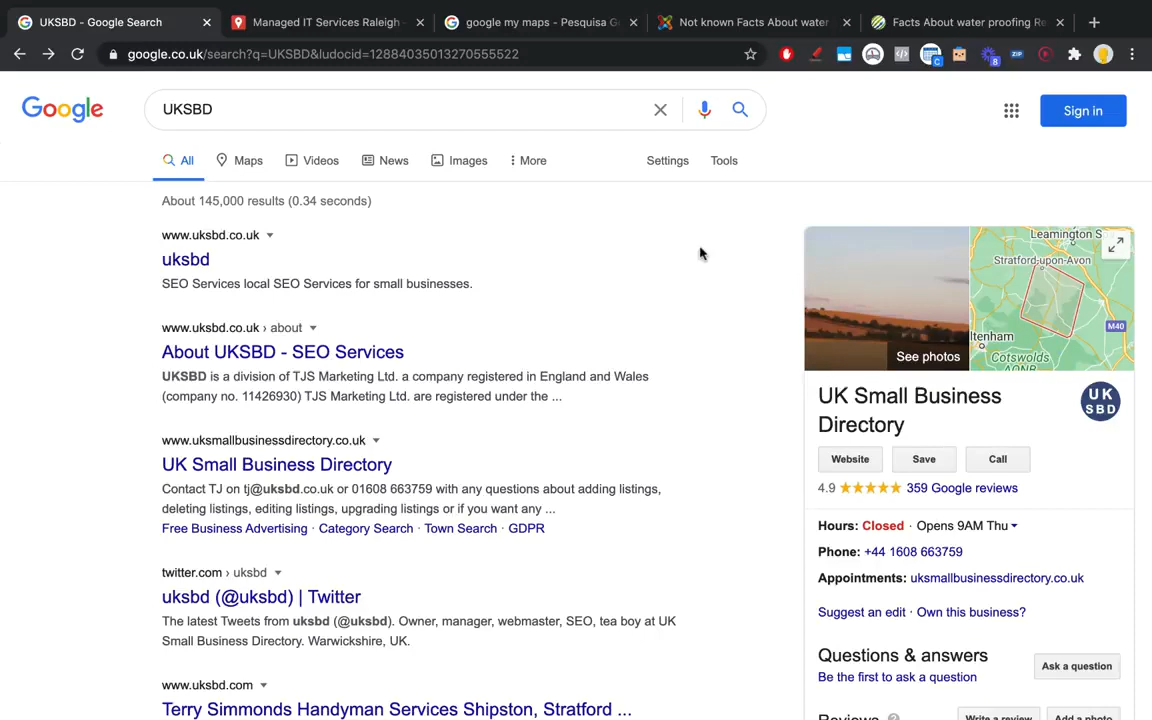 UKSBD - Google Search
Managed IT Services Raleigh
google my maps - Pesquisa G
Not known Facts About water
Facts About water proofing Re
google.co.uk/search?q=UKSBD&ludocid=12884035013270555522
C
8
ZIP
Google
UKSBD
Sign in
All
Maps
Videos
News
Images
More
Settings
Tools
About 145,000 results (0.34 seconds)
www.uksbd.co.uk
uksbd
SEO Services local SEO Services for small businesses.
www.uksbd.co.uk › about
About UKSBD - SEO Services
UKSBD is a division of TJS Marketing Ltd. a company registered in England and Wales
(company no. 11426930) TJS Marketing Ltd. are registered under the ...
www.uksmallbusinessdirectory.co.uk
UK Small Business Directory
Contact TJ on tj@uksbd.co.uk or 01608 663759 with any questions about adding listings,
deleting listings, editing listings, upgrading listings or if you want any ...
Free Business Advertising · Category Search · Town Search · GDPR
twitter.com › uksbd
uksbd (@uksbd) | Twitter
The latest Tweets from uksbd (@uksbd). Owner, manager, webmaster, SEO, tea boy at UK
Small Business Directory. Warwickshire, UK.
www.uksbd.com
Terry Simmonds Handyman Services Shipston, Stratford ...
Leamington S
Stratford-upon-Avon
M40
ltenham
Cotswolds
AONB
See photos
UK Small Business
Directory
UK
SBD
Website
Save
Call
4.9
359 Google reviews
Hours: Closed · Opens 9AM Thu
Phone: +44 1608 663759
Appointments: uksmallbusinessdirectory.co.uk
Suggest an edit · Own this business?
Questions & answers
Be the first to ask a question
Ask a question
Reviews
Write a review
Add a photo